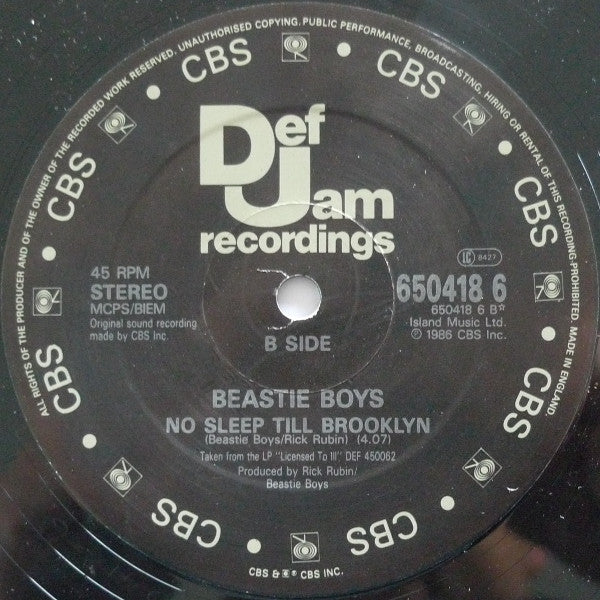 ALL RIGHTS OF THE PRODUCER AND OF THE OWNER OF THE RECORDED WORK RESERVED. UNAUTHORISED COPYING, PUBLIC PERFORMANCE, BROADCASTING, HIRING OR RENTAL OF THIS RECORDING PROHIBITED. MADE IN ENGLAND.
CBS
CBS
CBS
CBS
CBS
CBS
CBS
CBS
CBS
CBS
Def
Jam
recordings
45 RPM
STEREO
MCPS/BIEM
Original sound recording
made by CBS Inc.
LC 8427
650418 6
650418 6 B*
Island Music Ltd.
℗ 1986 CBS Inc.
B SIDE
BEASTIE BOYS
NO SLEEP TILL BROOKLYN
(Beastie Boys/Rick Rubin) (4.07)
Taken from the LP "Licensed To Ill" DEF 450062
Produced by Rick Rubin/
Beastie Boys
CBS & ® CBS INC.